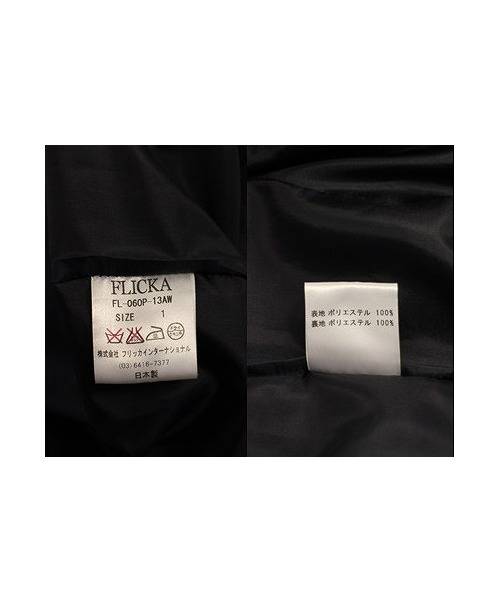 FLICKA
FL-060P-13AW
SIZE 1
株式会社 フリッカインターナショナル
(03)6416-7377
日本製
表地 ポリエステル 100%
裏地 ポリエステル 100%